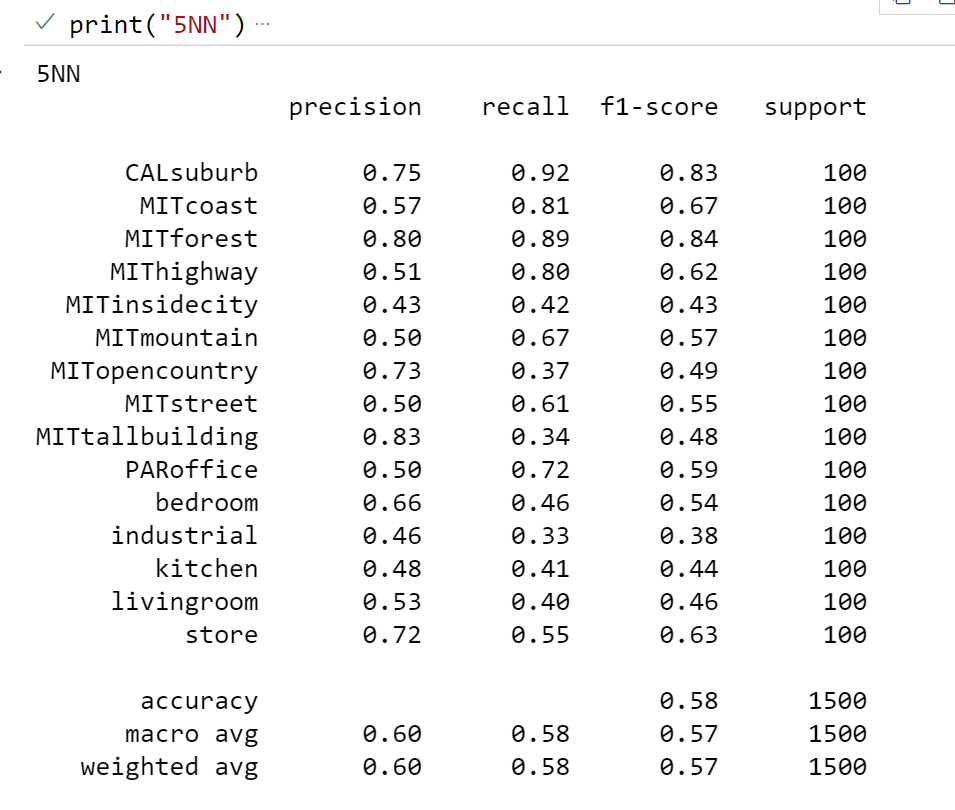 print("5NN") ...
5NN
precision recall f1-score support
CALsuburb 0.75 0.92 0.83 100
MITcoast 0.57 0.81 0.67 100
MITforest 0.80 0.89 0.84 100
MIThighway 0.51 0.80 0.62 100
MITinsidecity 0.43 0.42 0.43 100
MITmountain 0.50 0.67 0.57 100
MITopencountry 0.73 0.37 0.49 100
MITstreet 0.50 0.61 0.55 100
MITtallbuilding 0.83 0.34 0.48 100
PARoffice 0.50 0.72 0.59 100
bedroom 0.66 0.46 0.54 100
industrial 0.46 0.33 0.38 100
kitchen 0.48 0.41 0.44 100
livingroom 0.53 0.40 0.46 100
store 0.72 0.55 0.63 100
accuracy 0.58 1500
macro avg 0.60 0.58 0.57 1500
weighted avg 0.60 0.58 0.57 1500